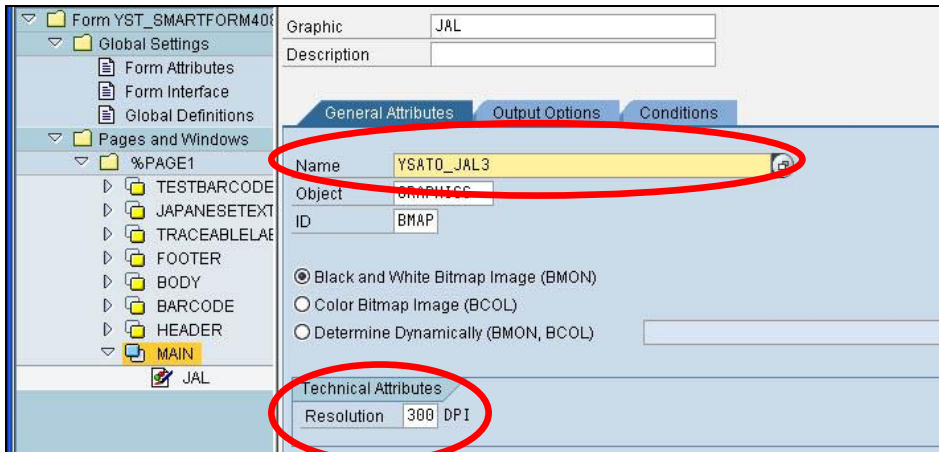 Form YST_SMARTFORM408
Global Settings
Form Attributes
Form Interface
Global Definitions
Pages and Windows
%PAGE1
TESTBARCODE
JAPANESETEXT
TRACEABLELAB
FOOTER
BODY
BARCODE
HEADER
MAIN
JAL
Graphic JAL
Description
General Attributes Output Options Conditions
Name YSATO_JAL3
Object GRAPHICS
ID BMAP
Black and White Bitmap Image (BMON)
Color Bitmap Image (BCOL)
Determine Dynamically (BMON, BCOL)
Technical Attributes
Resolution 300 DPI